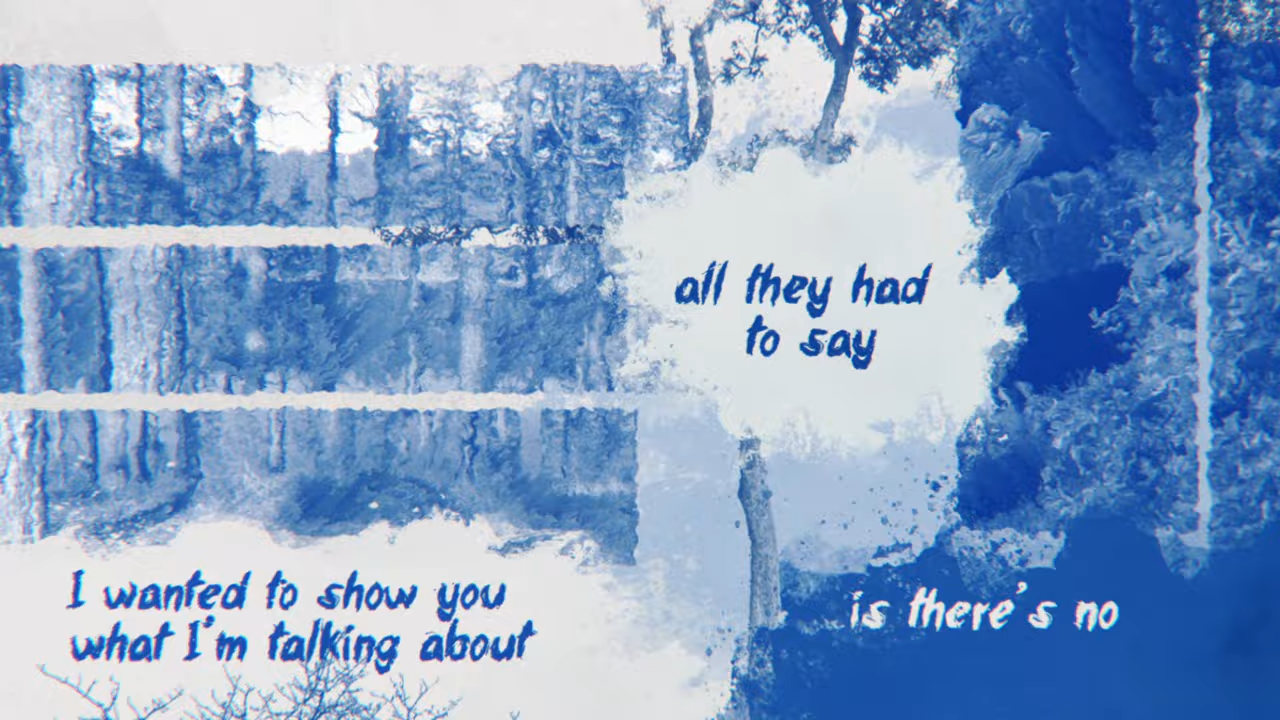 all they had
to say
I wanted to show you
what I'm talking about
is there's no